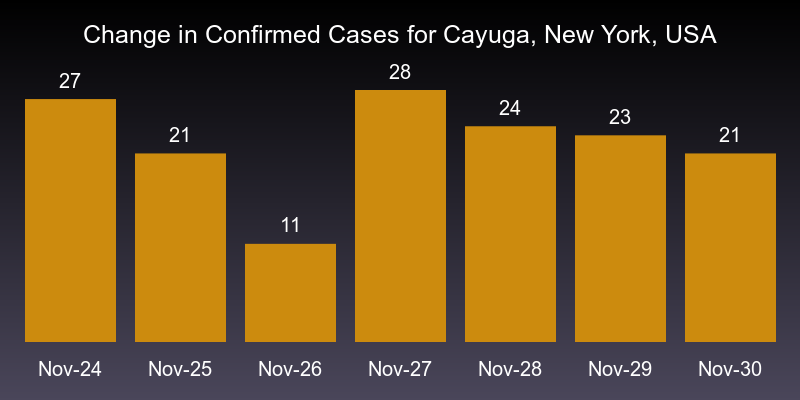 Change in Confirmed Cases for Cayuga, New York, USA
27
21
11
28
24
23
21
Nov-24
Nov-25
Nov-26
Nov-27
Nov-28
Nov-29
Nov-30